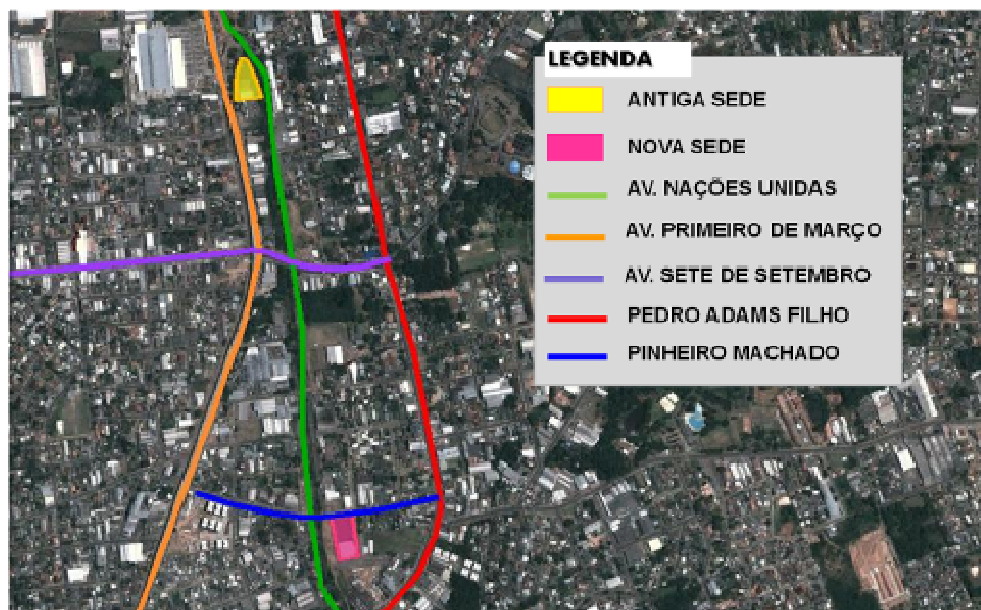 LEGENDA
ANTIGA SEDE
NOVA SEDE
AV. NAÇÕES UNIDAS
AV. PRIMEIRO DE MARÇO
AV. SETE DE SETEMBRO
PEDRO ADAMS FILHO
PINHEIRO MACHADO